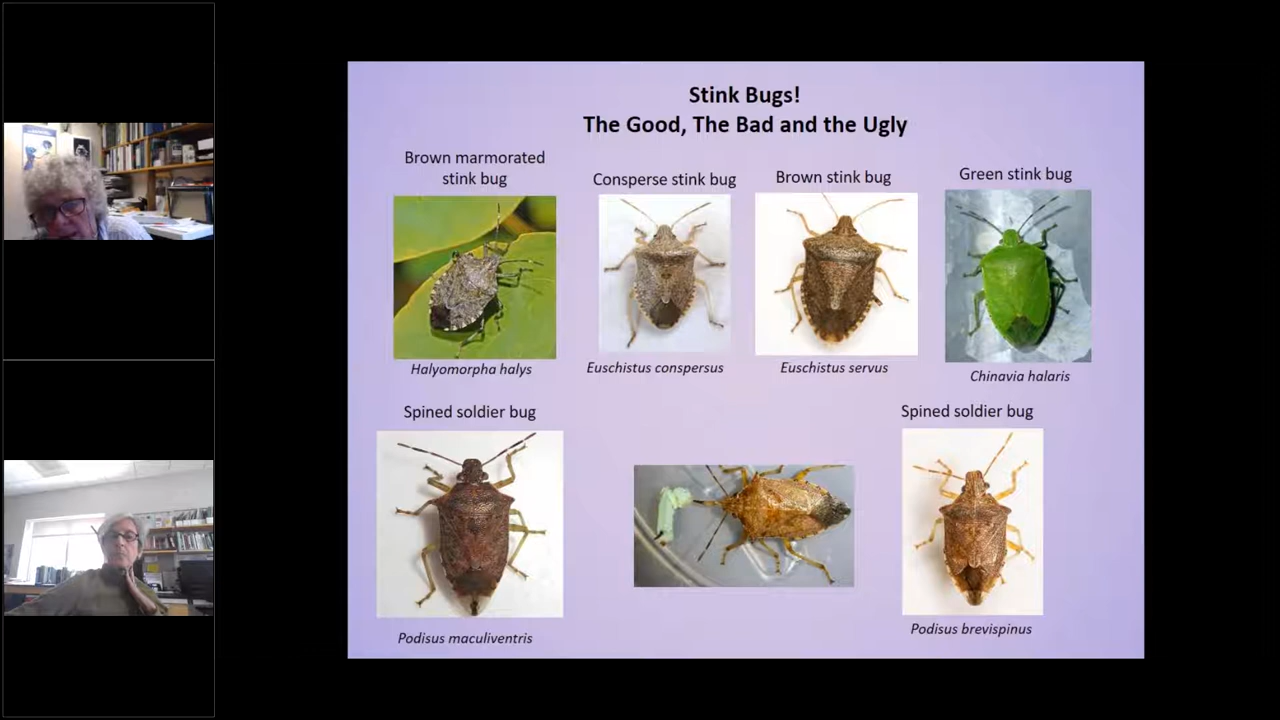 Stink Bugs!
The Good, The Bad and the Ugly
Brown marmorated
stink bug
Consperse stink bug
Brown stink bug
Green stink bug
Halyomorpha halys
Euschistus conspersus
Euschistus servus
Chinavia halaris
Spined soldier bug
Spined soldier bug
Podisus maculiventris
Podisus brevispinus